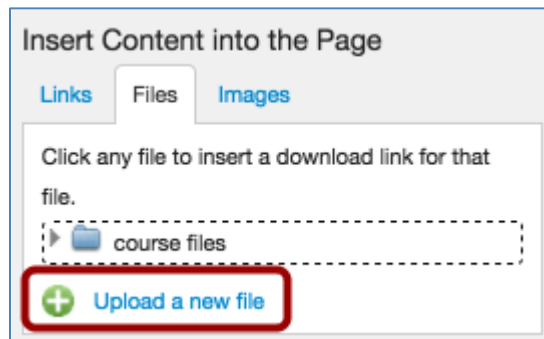 Insert Content into the Page
Links Files Images
Click any file to insert a download link for that
file.
course files
Upload a new file